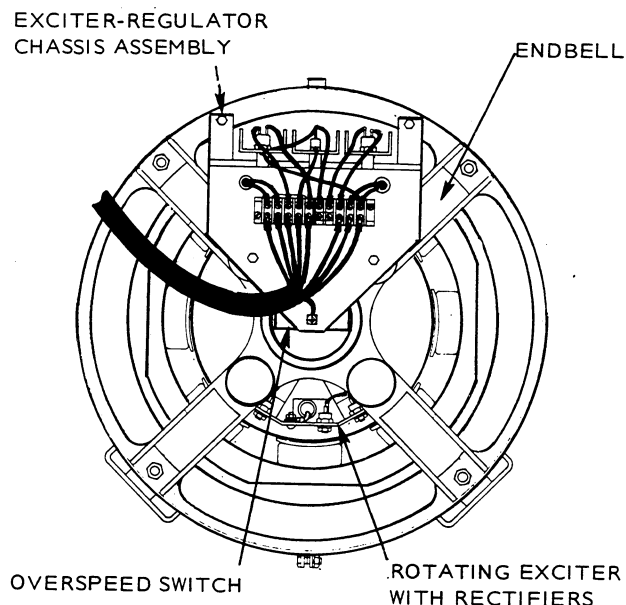 EXCITER-REGULATOR
CHASSIS ASSEMBLY
ENDBELL
OVERSPEED SWITCH
ROTATING EXCITER
WITH RECTIFIERS